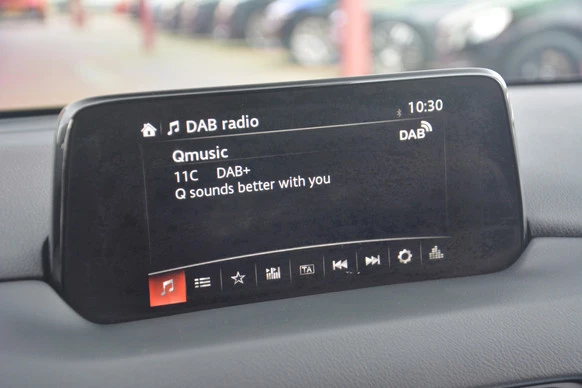 DAB radio
10:30
Qmusic
DAB
11C DAB+
Q sounds better with you
TA